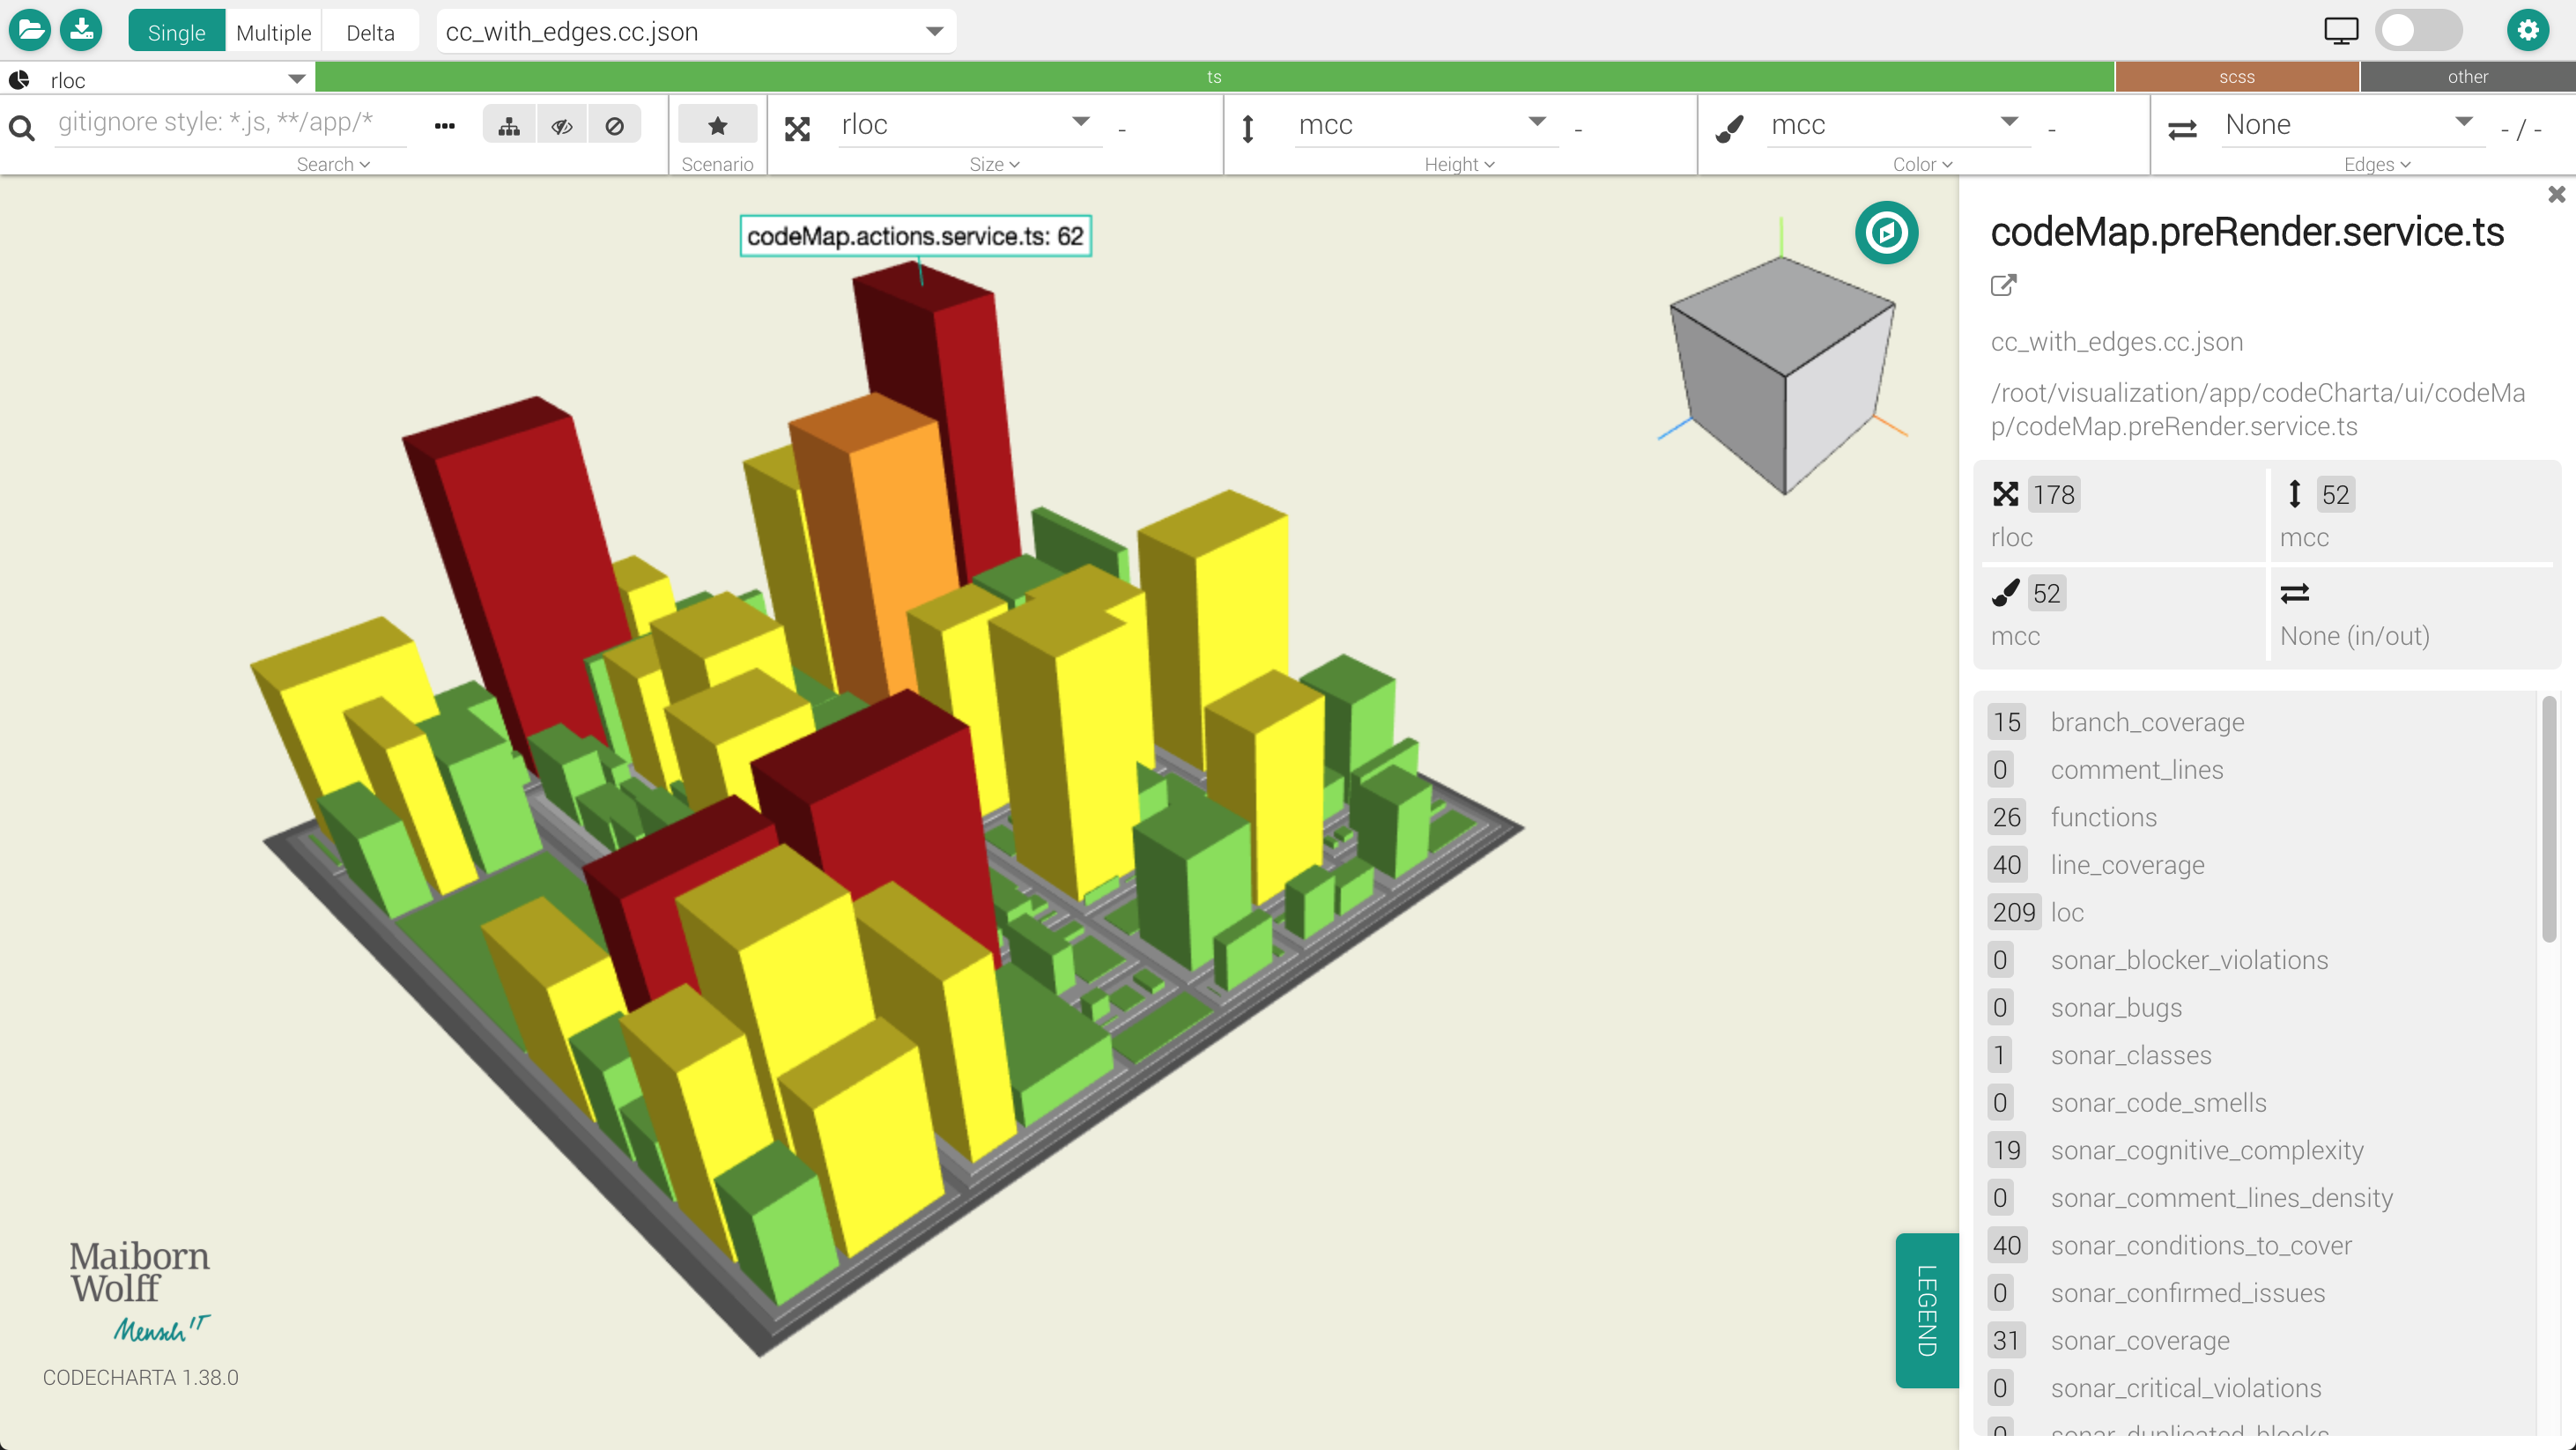 Single Multiple Delta cc_with_edges.cc.json
rloc ts scss other
gitignore style: *.js, **/app/* rloc - mcc - mcc - None - / -
Search Scenario Size Height Color Edges
codeMap.actions.service.ts: 62
codeMap.preRender.service.ts
cc_with_edges.cc.json
/root/visualization/app/codeCharta/ui/codeMa
p/codeMap.preRender.service.ts
178 52
rloc mcc
52
mcc None (in/out)
15 branch_coverage
0 comment_lines
26 functions
40 line_coverage
209 loc
0 sonar_blocker_violations
0 sonar_bugs
1 sonar_classes
0 sonar_code_smells
19 sonar_cognitive_complexity
0 sonar_comment_lines_density
40 sonar_conditions_to_cover
0 sonar_confirmed_issues
31 sonar_coverage
0 sonar_critical_violations
0 sonar_duplicated_blocks
LEGEND
Maiborn
Wolff
Mensch IT
CODECHARTA 1.38.0